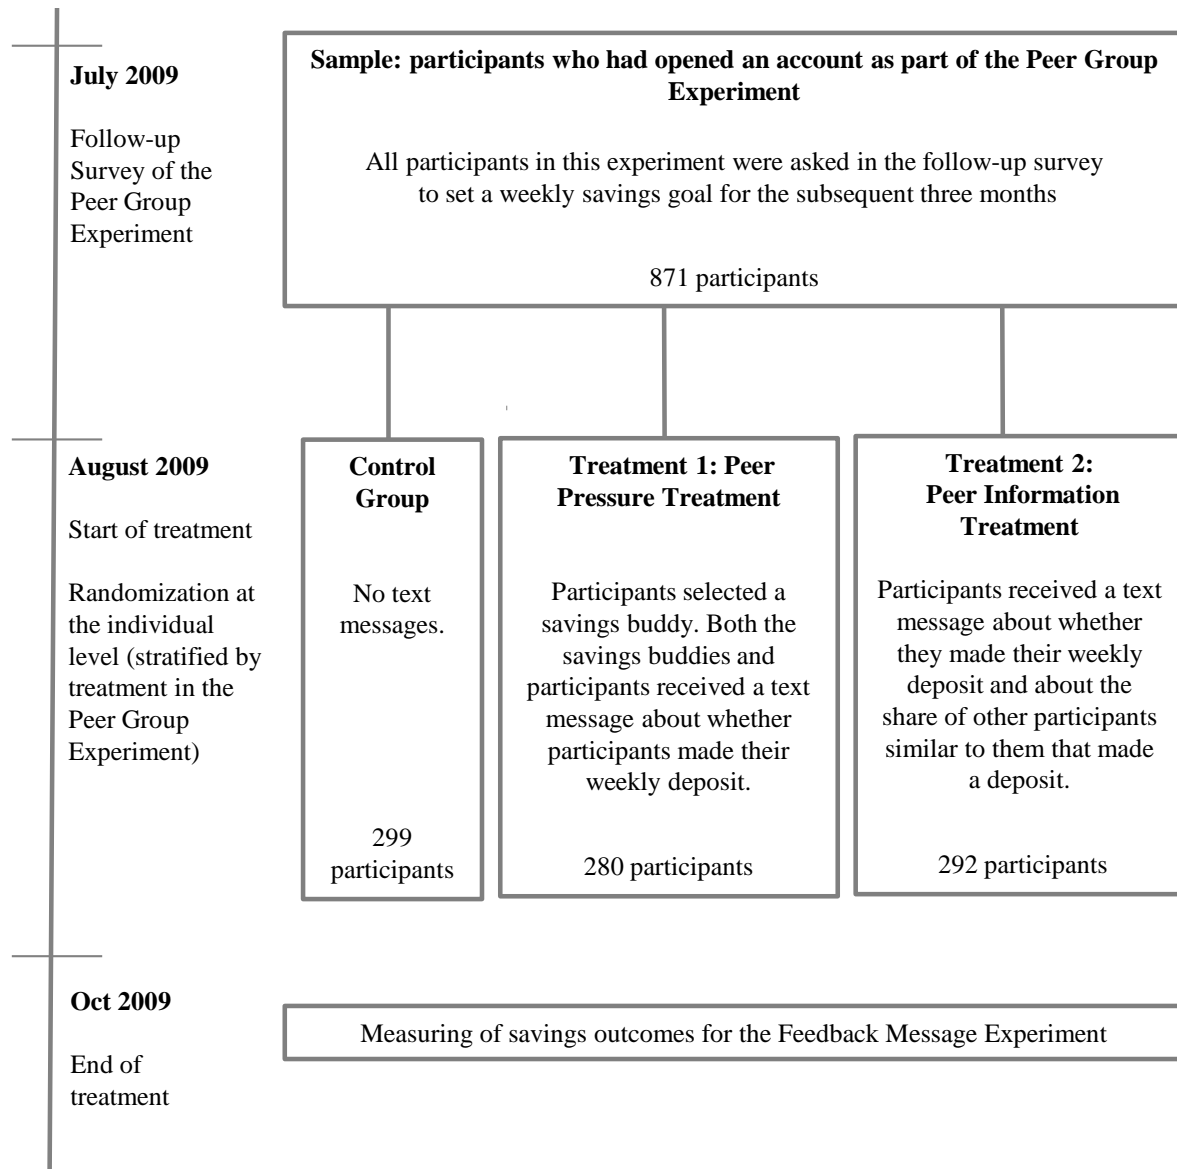 July 2009
Follow-up
Survey of the
Peer Group
Experiment
Sample: participants who had opened an account as part of the Peer Group
Experiment
All participants in this experiment were asked in the follow-up survey
to set a weekly savings goal for the subsequent three months
871 participants
August 2009
Start of treatment
Randomization at
the individual
level (stratified by
treatment in the
Peer Group
Experiment)
Control
Group
No text
messages.
299
participants
Treatment 1: Peer
Pressure Treatment
Participants selected a
savings buddy. Both the
savings buddies and
participants received a text
message about whether
participants made their
weekly deposit.
280 participants
Treatment 2:
Peer Information
Treatment
Participants received a text
message about whether
they made their weekly
deposit and about the
share of other participants
similar to them that made
a deposit.
292 participants
Oct 2009
End of
treatment
Measuring of savings outcomes for the Feedback Message Experiment